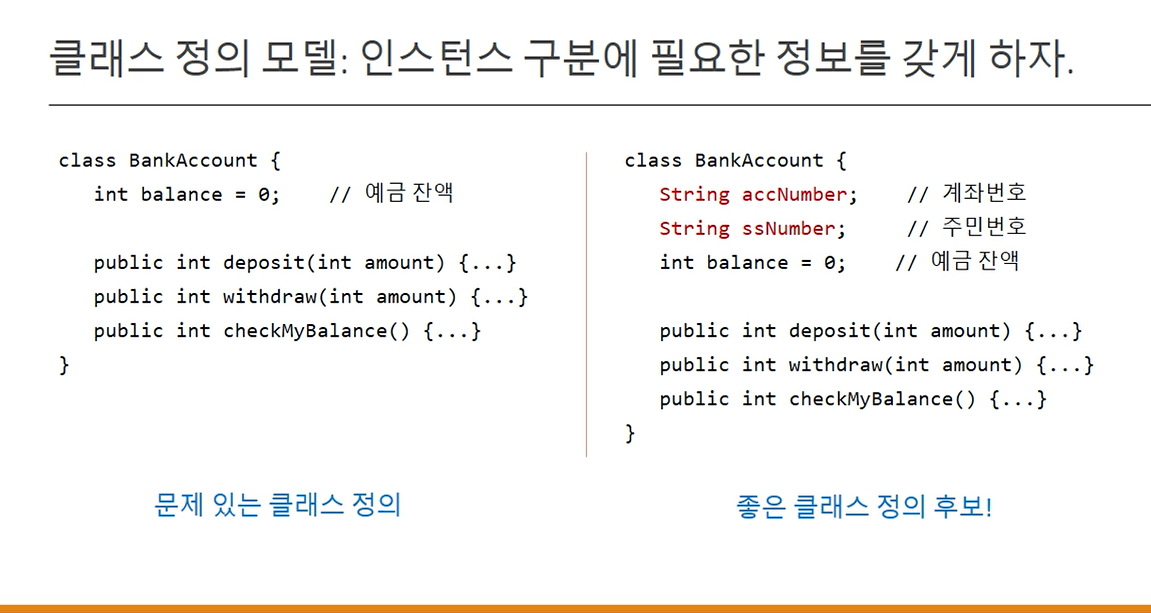 클래스 정의 모델: 인스턴스 구분에 필요한 정보를 갖게 하자.
class BankAccount {
int balance = 0; // 예금 잔액
public int deposit(int amount) {...}
public int withdraw(int amount) {...}
public int checkMyBalance() {...}
}
문제 있는 클래스 정의
class BankAccount {
String accNumber; // 계좌번호
String ssNumber; // 주민번호
int balance = 0; // 예금 잔액
public int deposit(int amount) {...}
public int withdraw(int amount) {...}
public int checkMyBalance() {...}
}
좋은 클래스 정의 후보!